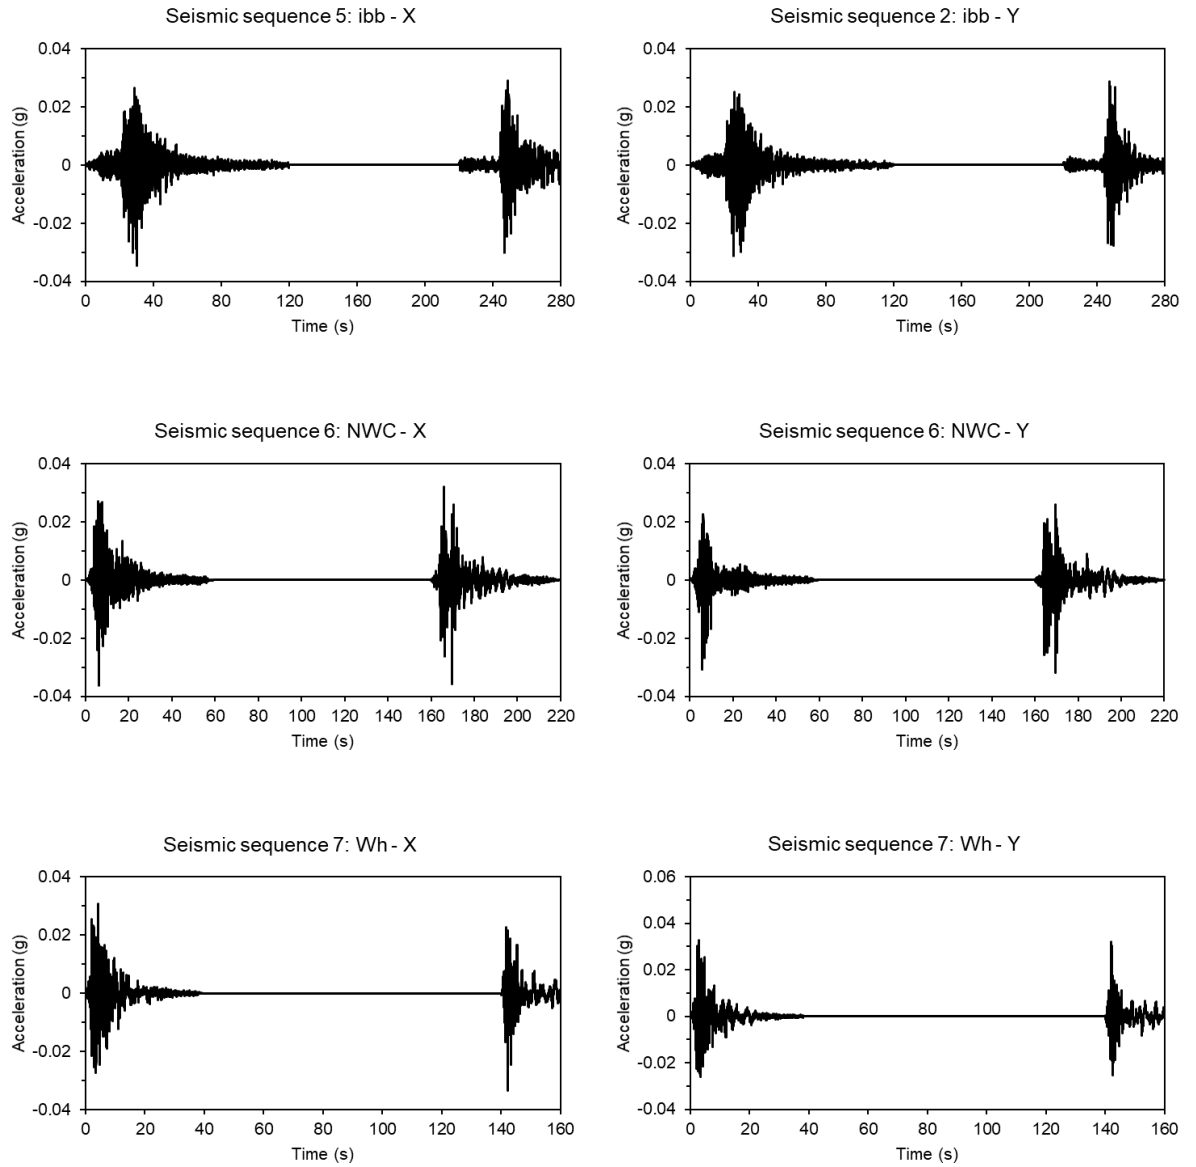 Seismic sequence 5: ibb - X
0.04
0.02
0
-0.02
-0.04
Acceleration (g)
0 40 80 120 160 200 240 280
Time (s)
Seismic sequence 2: ibb - Y
0.04
0.02
0
-0.02
-0.04
Acceleration (g)
0 40 80 120 160 200 240 280
Time (s)
Seismic sequence 6: NWC - X
0.04
0.02
0
-0.02
-0.04
Acceleration (g)
0 20 40 60 80 100 120 140 160 180 200 220
Time (s)
Seismic sequence 6: NWC - Y
0.04
0.02
0
-0.02
-0.04
Acceleration (g)
0 20 40 60 80 100 120 140 160 180 200 220
Time (s)
Seismic sequence 7: Wh - X
0.04
0.02
0
-0.02
-0.04
Acceleration (g)
0 20 40 60 80 100 120 140 160
Time (s)
Seismic sequence 7: Wh - Y
0.06
0.04
0.02
0
-0.02
-0.04
Acceleration (g)
0 20 40 60 80 100 120 140 160
Time (s)